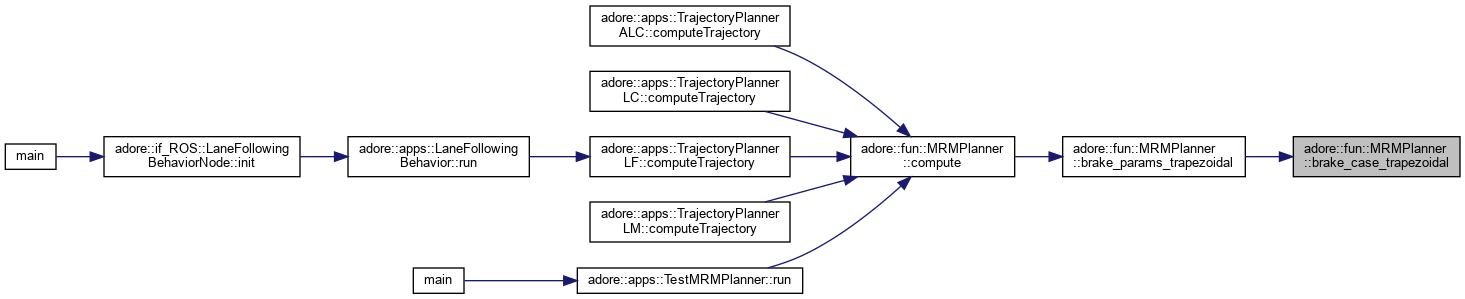 adore::apps::TrajectoryPlanner
ALC::computeTrajectory
adore::apps::TrajectoryPlanner
LC::computeTrajectory
main
adore::if_ROS::LaneFollowing
BehaviorNode::init
adore::apps::LaneFollowing
Behavior::run
adore::apps::TrajectoryPlanner
LF::computeTrajectory
adore::fun::MRMPlanner
::compute
adore::fun::MRMPlanner
::brake_params_trapezoidal
adore::fun::MRMPlanner
::brake_case_trapezoidal
adore::apps::TrajectoryPlanner
LM::computeTrajectory
main
adore::apps::TestMRMPlanner::run